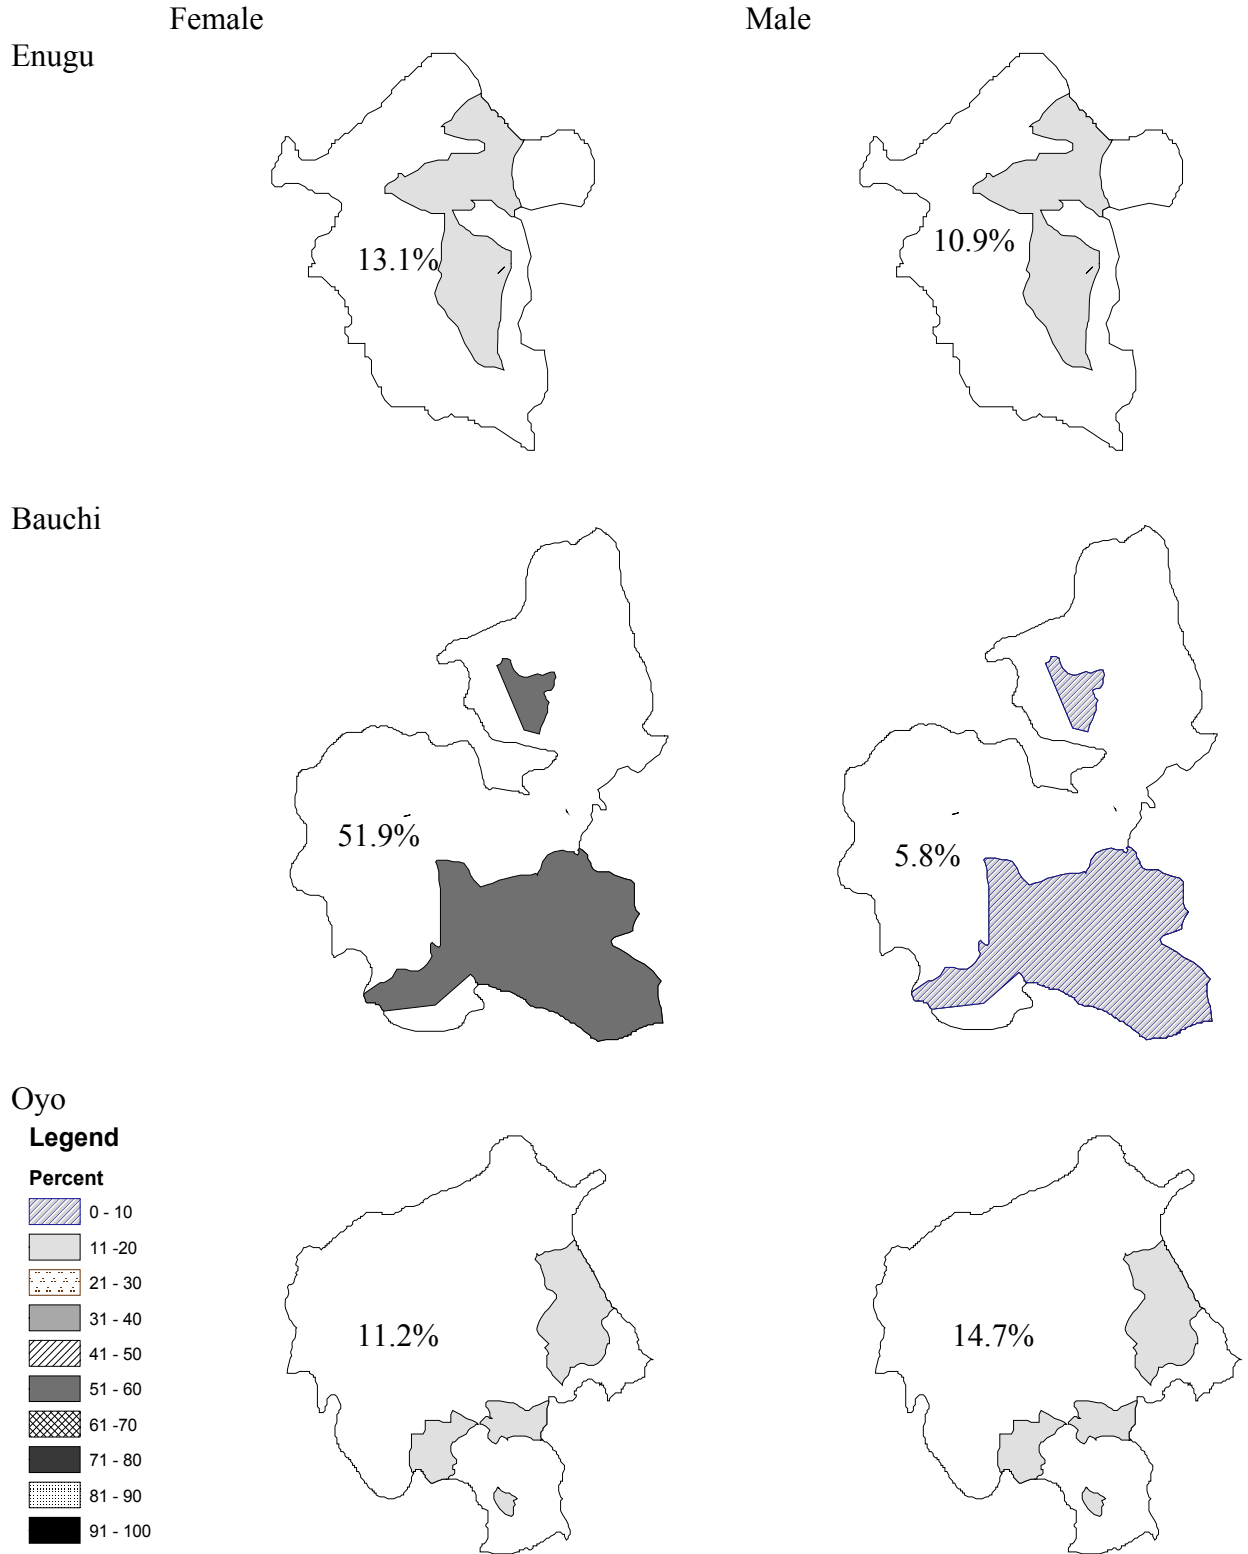 Female
Male
Enugu
13.1%
10.9%
Bauchi
51.9%
5.8%
Oyo
Legend
Percent
0 - 10
11 -20
21 - 30
31 - 40
41 - 50
51 - 60
61 -70
71 - 80
81 - 90
91 - 100
11.2%
14.7%